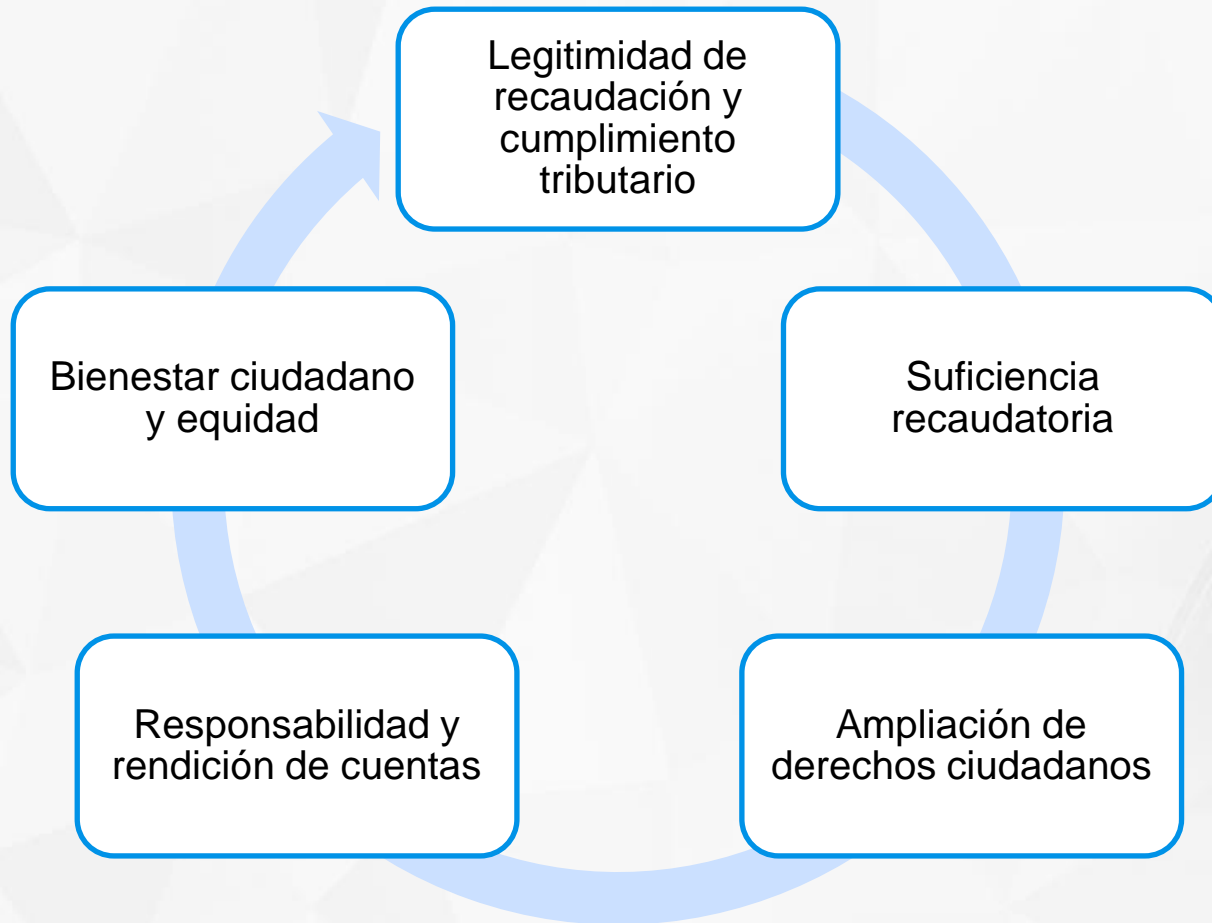 Legitimidad de
recaudación y
cumplimiento
tributario
Suficiencia
recaudatoria
Ampliación de
derechos ciudadanos
Responsabilidad y
rendición de cuentas
Bienestar ciudadano
y equidad